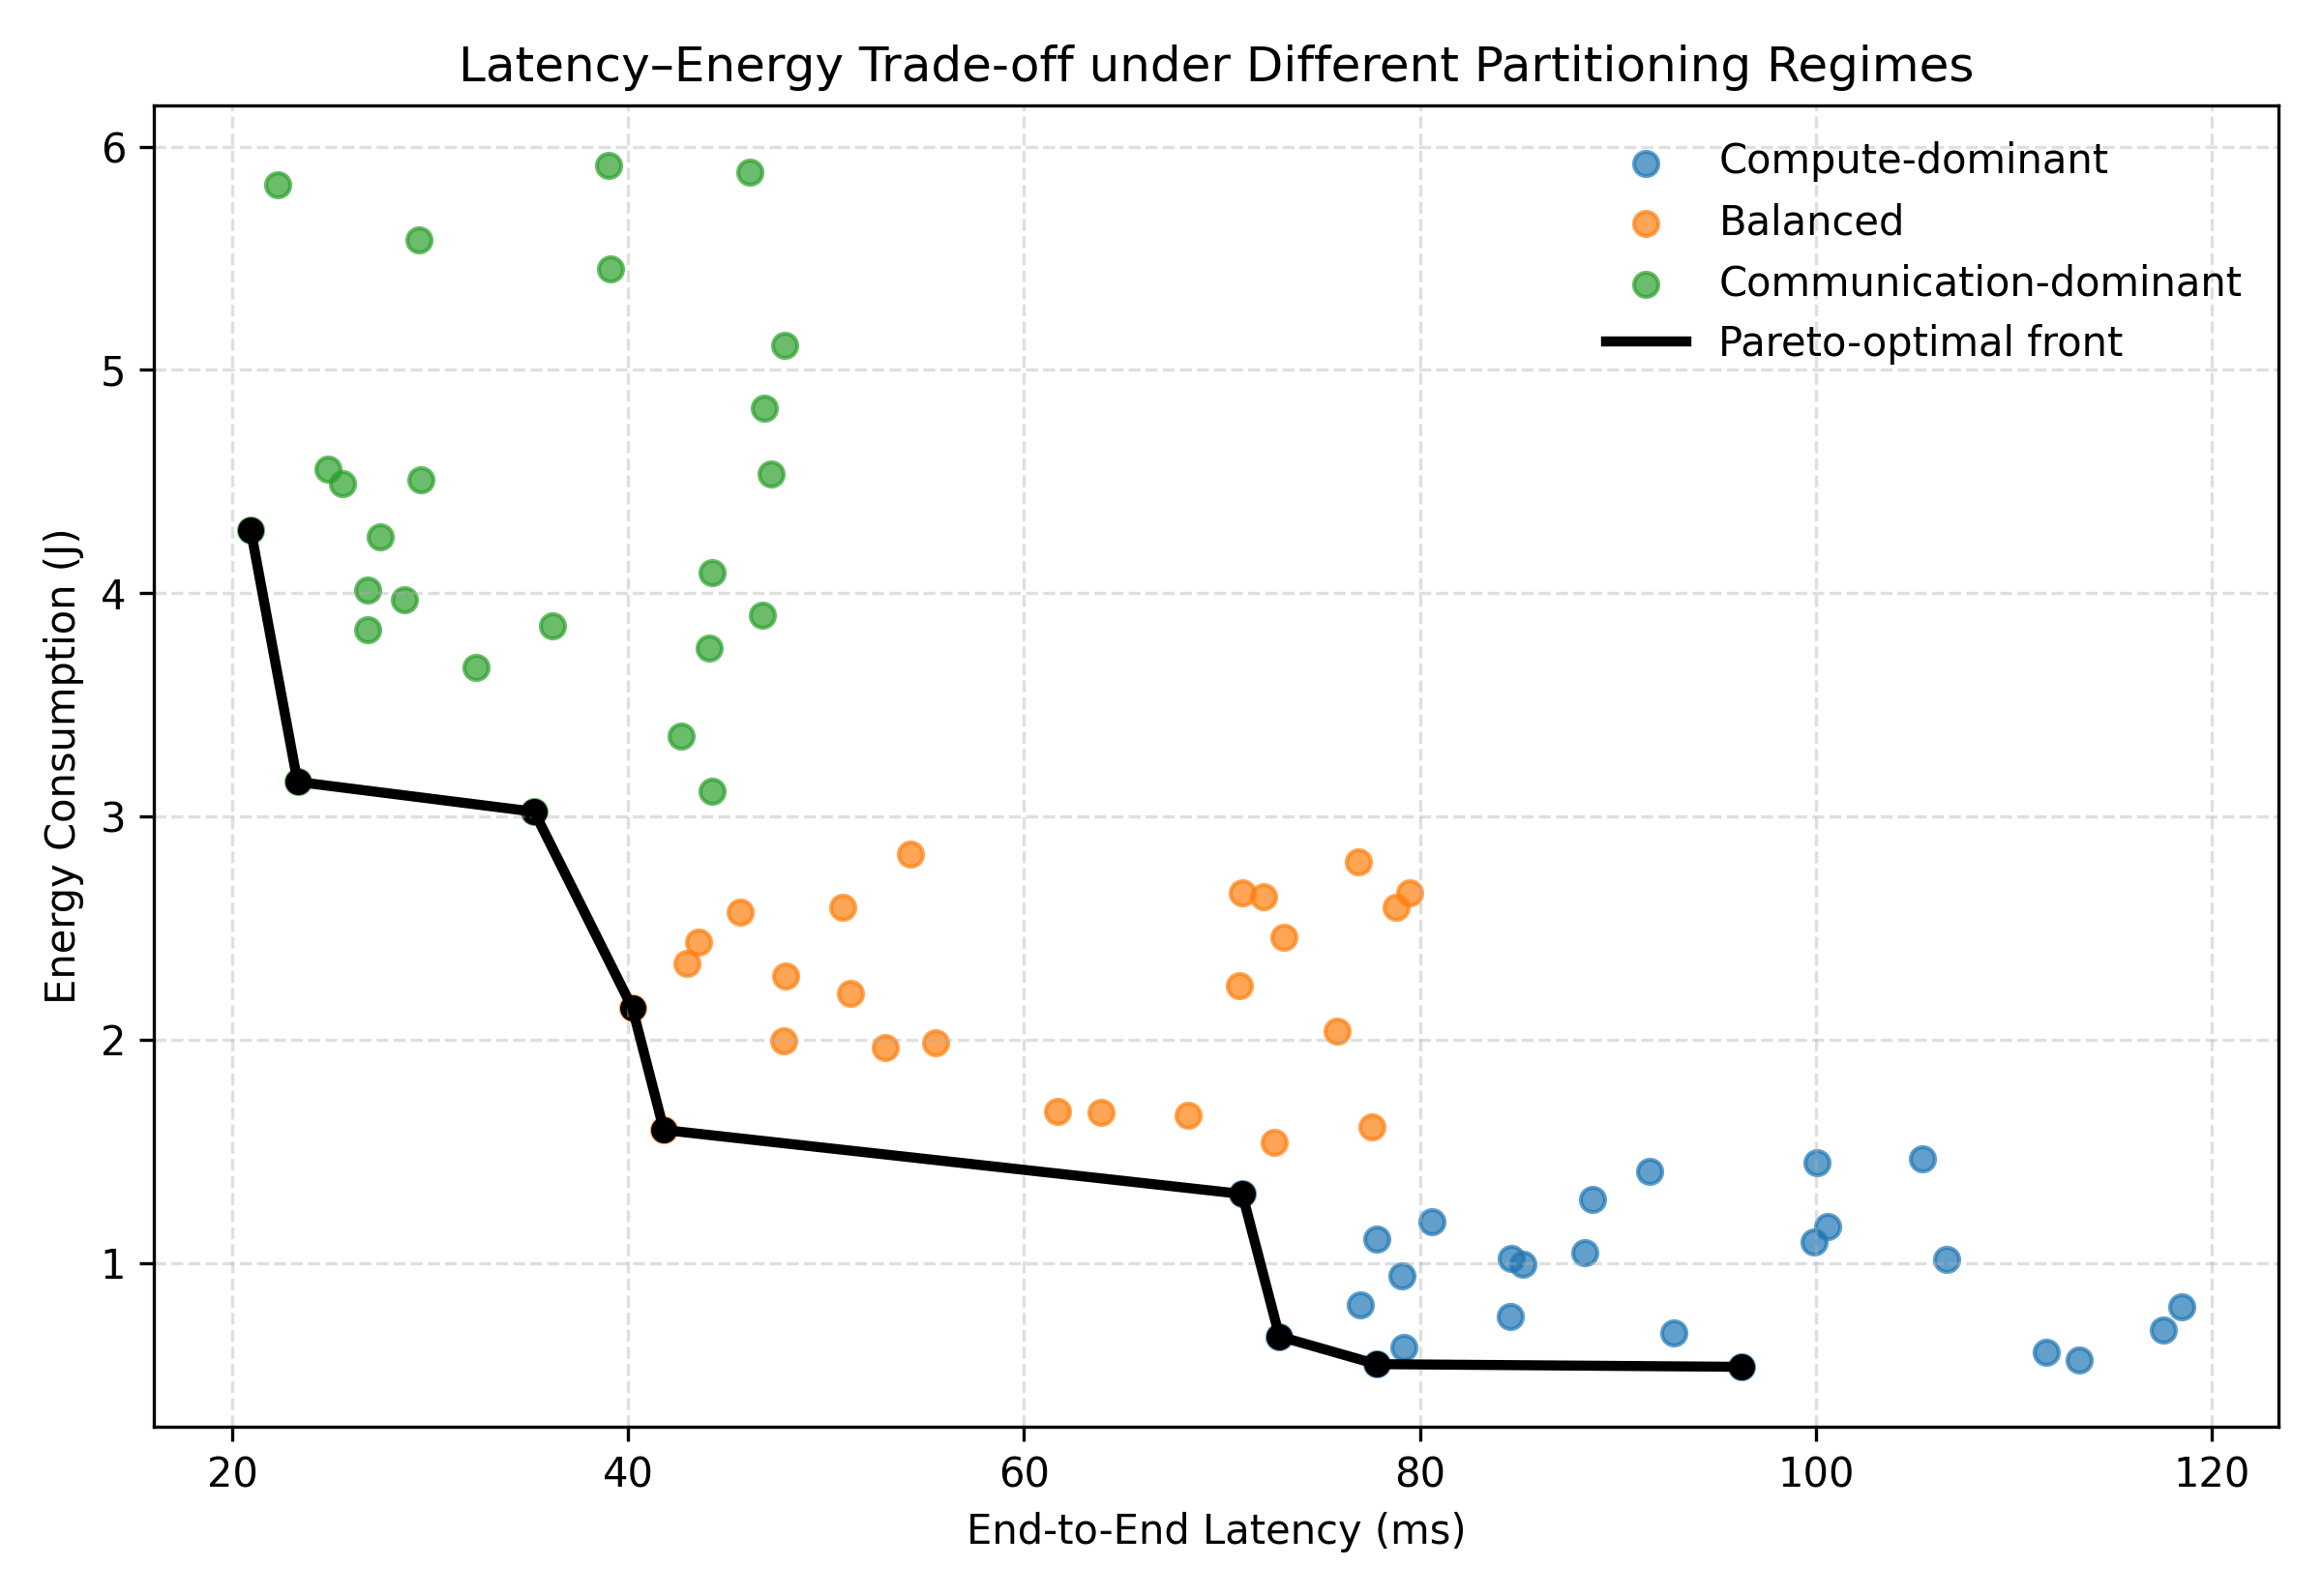 Latency–Energy Trade-off under Different Partitioning Regimes
Compute-dominant
Balanced
Communication-dominant
Pareto-optimal front
Energy Consumption (J)
6
5
4
3
2
1
20 40 60 80 100 120
End-to-End Latency (ms)